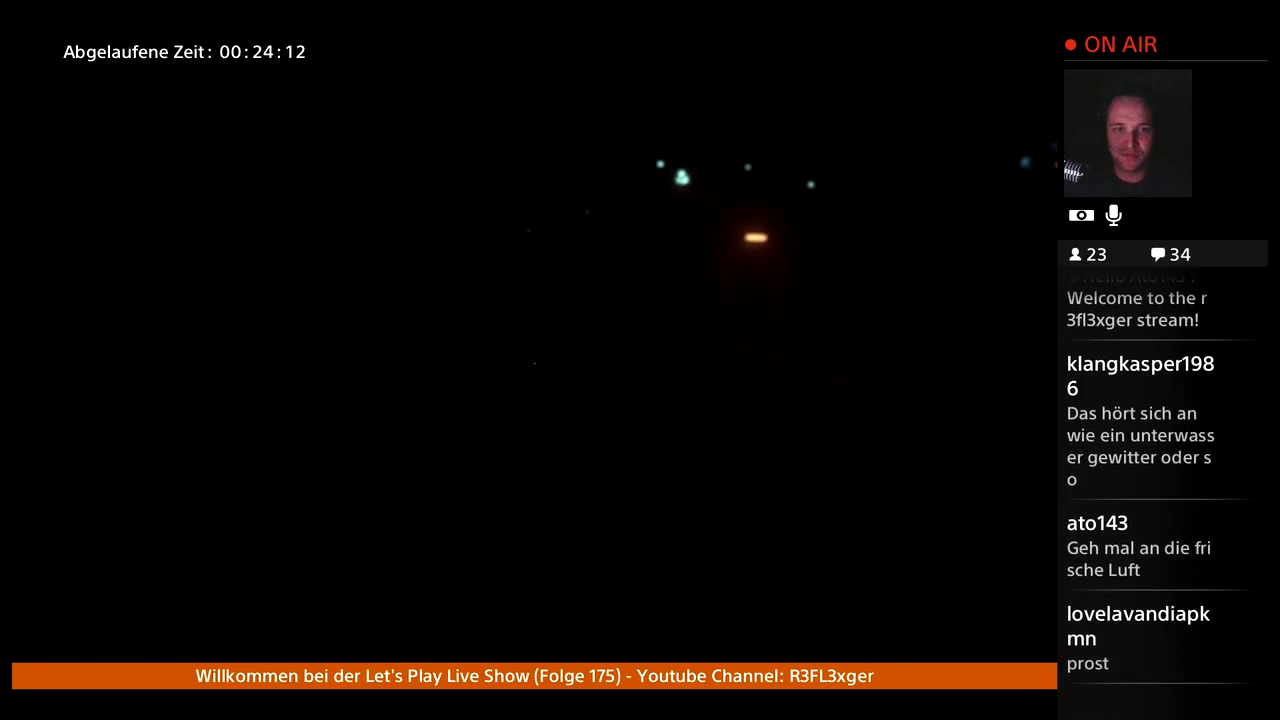 Abgelaufene Zeit: 00:24:12
ON AIR
23 34
Hello Ato143 !
Welcome to the r
3fl3xger stream!
klangkasper198
6
Das hört sich an
wie ein unterwass
er gewitter oder s
o
ato143
Geh mal an die fri
sche Luft
lovelavandiapk
mn
prost
Willkommen bei der Let's Play Live Show (Folge 175) - Youtube Channel: R3FL3xger